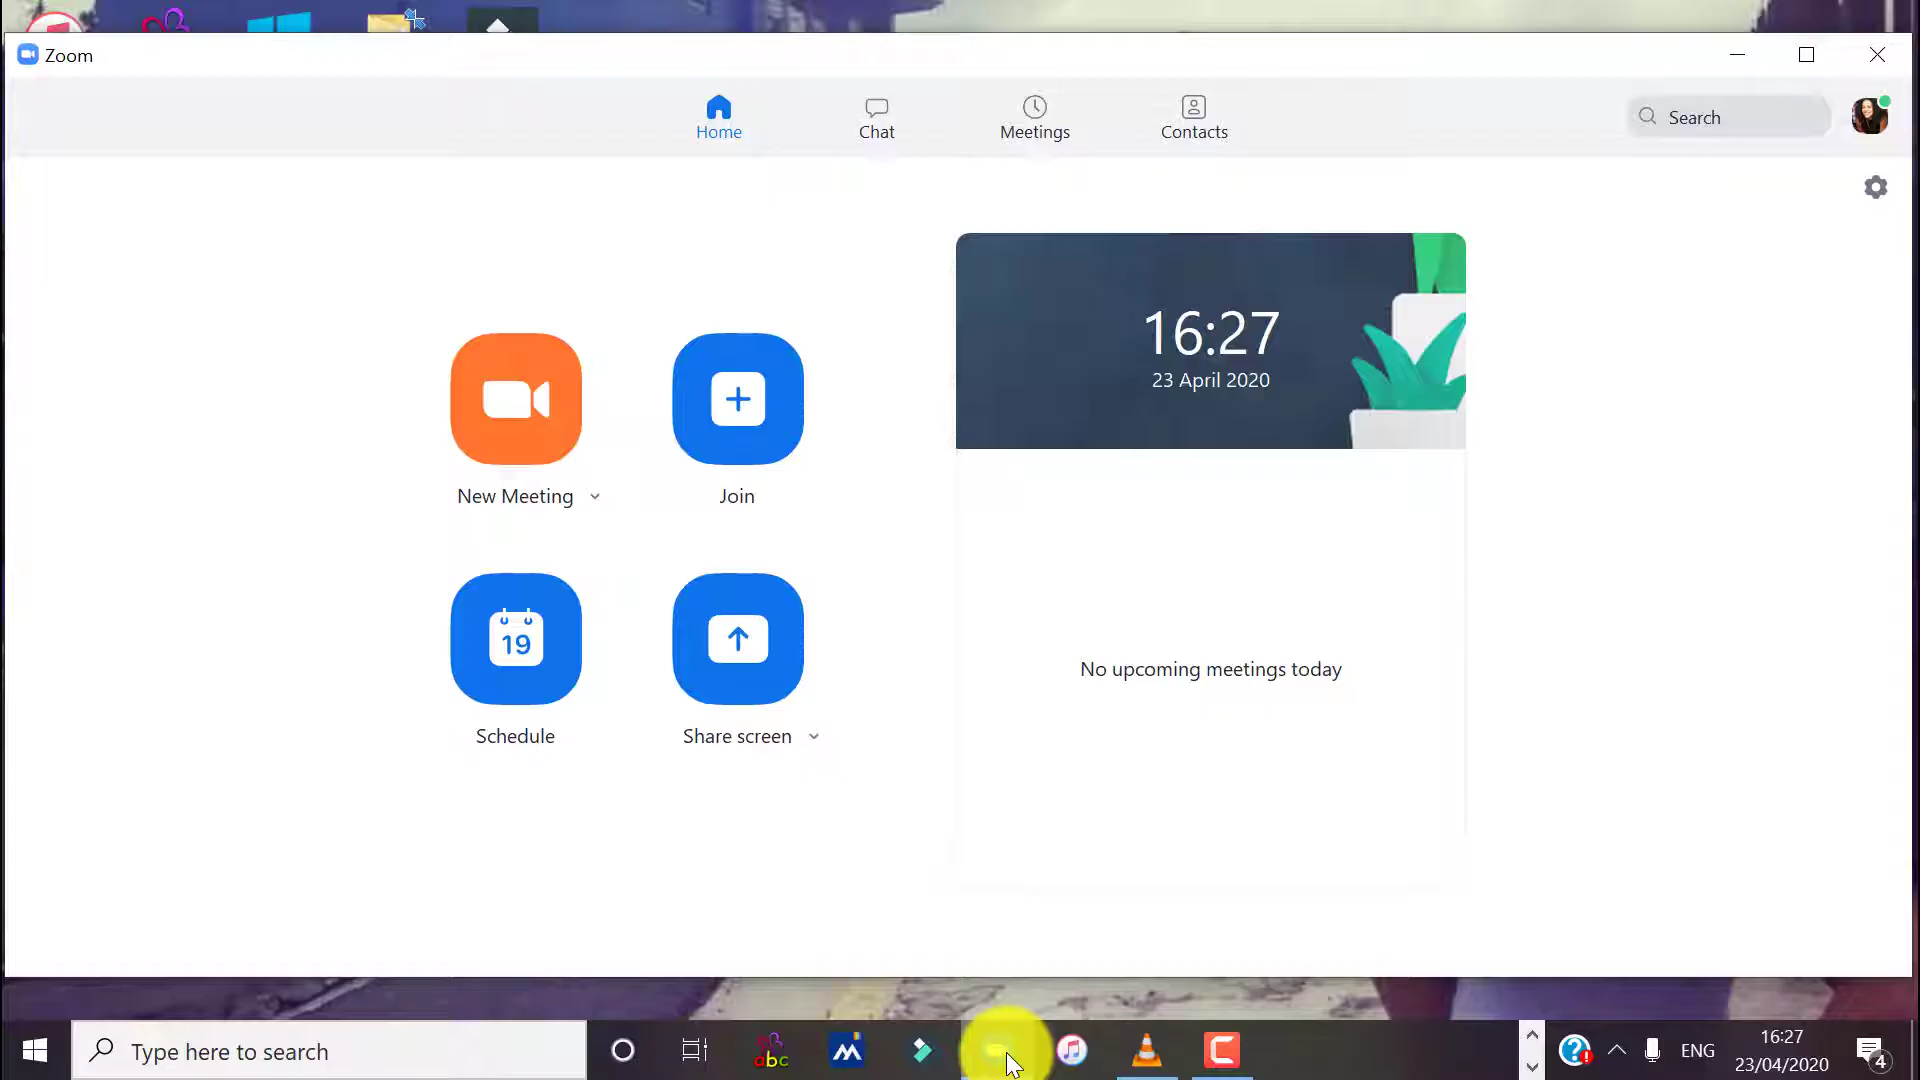 Zoom
Home
Chat
Meetings
Contacts
Search
16:27
23 April 2020
New Meeting
Join
19
Schedule
Share screen
No upcoming meetings today
Type here to search
abc
ENG
16:27
23/04/2020
4